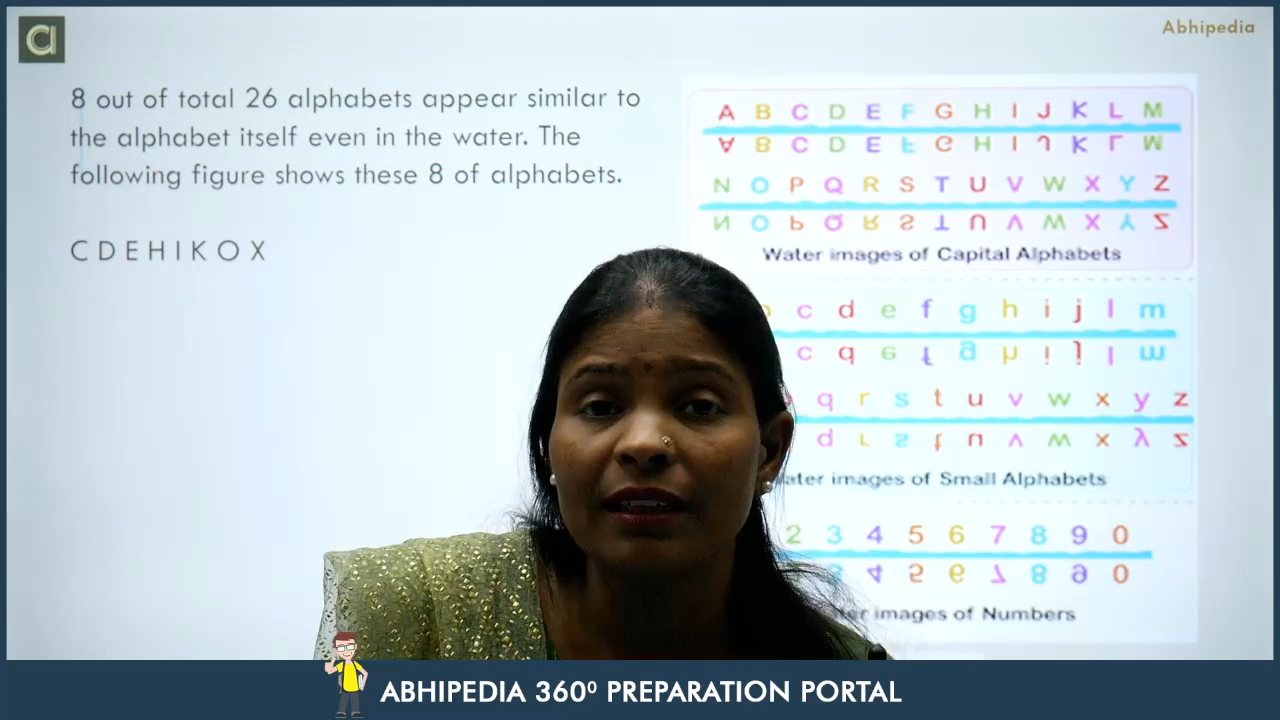 Abhipedia
8 out of total 26 alphabets appear similar to
the alphabet itself even in the water. The
following figure shows these 8 of alphabets.
C D E H I K O X
A B C D E F G H I J K L M
N O P Q R S T U V W X Y Z
Water images of Capital Alphabets
c d e f g h i j l m
q r s t u v w x y z
images of Small Alphabets
2 3 4 5 6 7 8 9 0
images of Numbers
ABHIPEDIA 360⁰ PREPARATION PORTAL